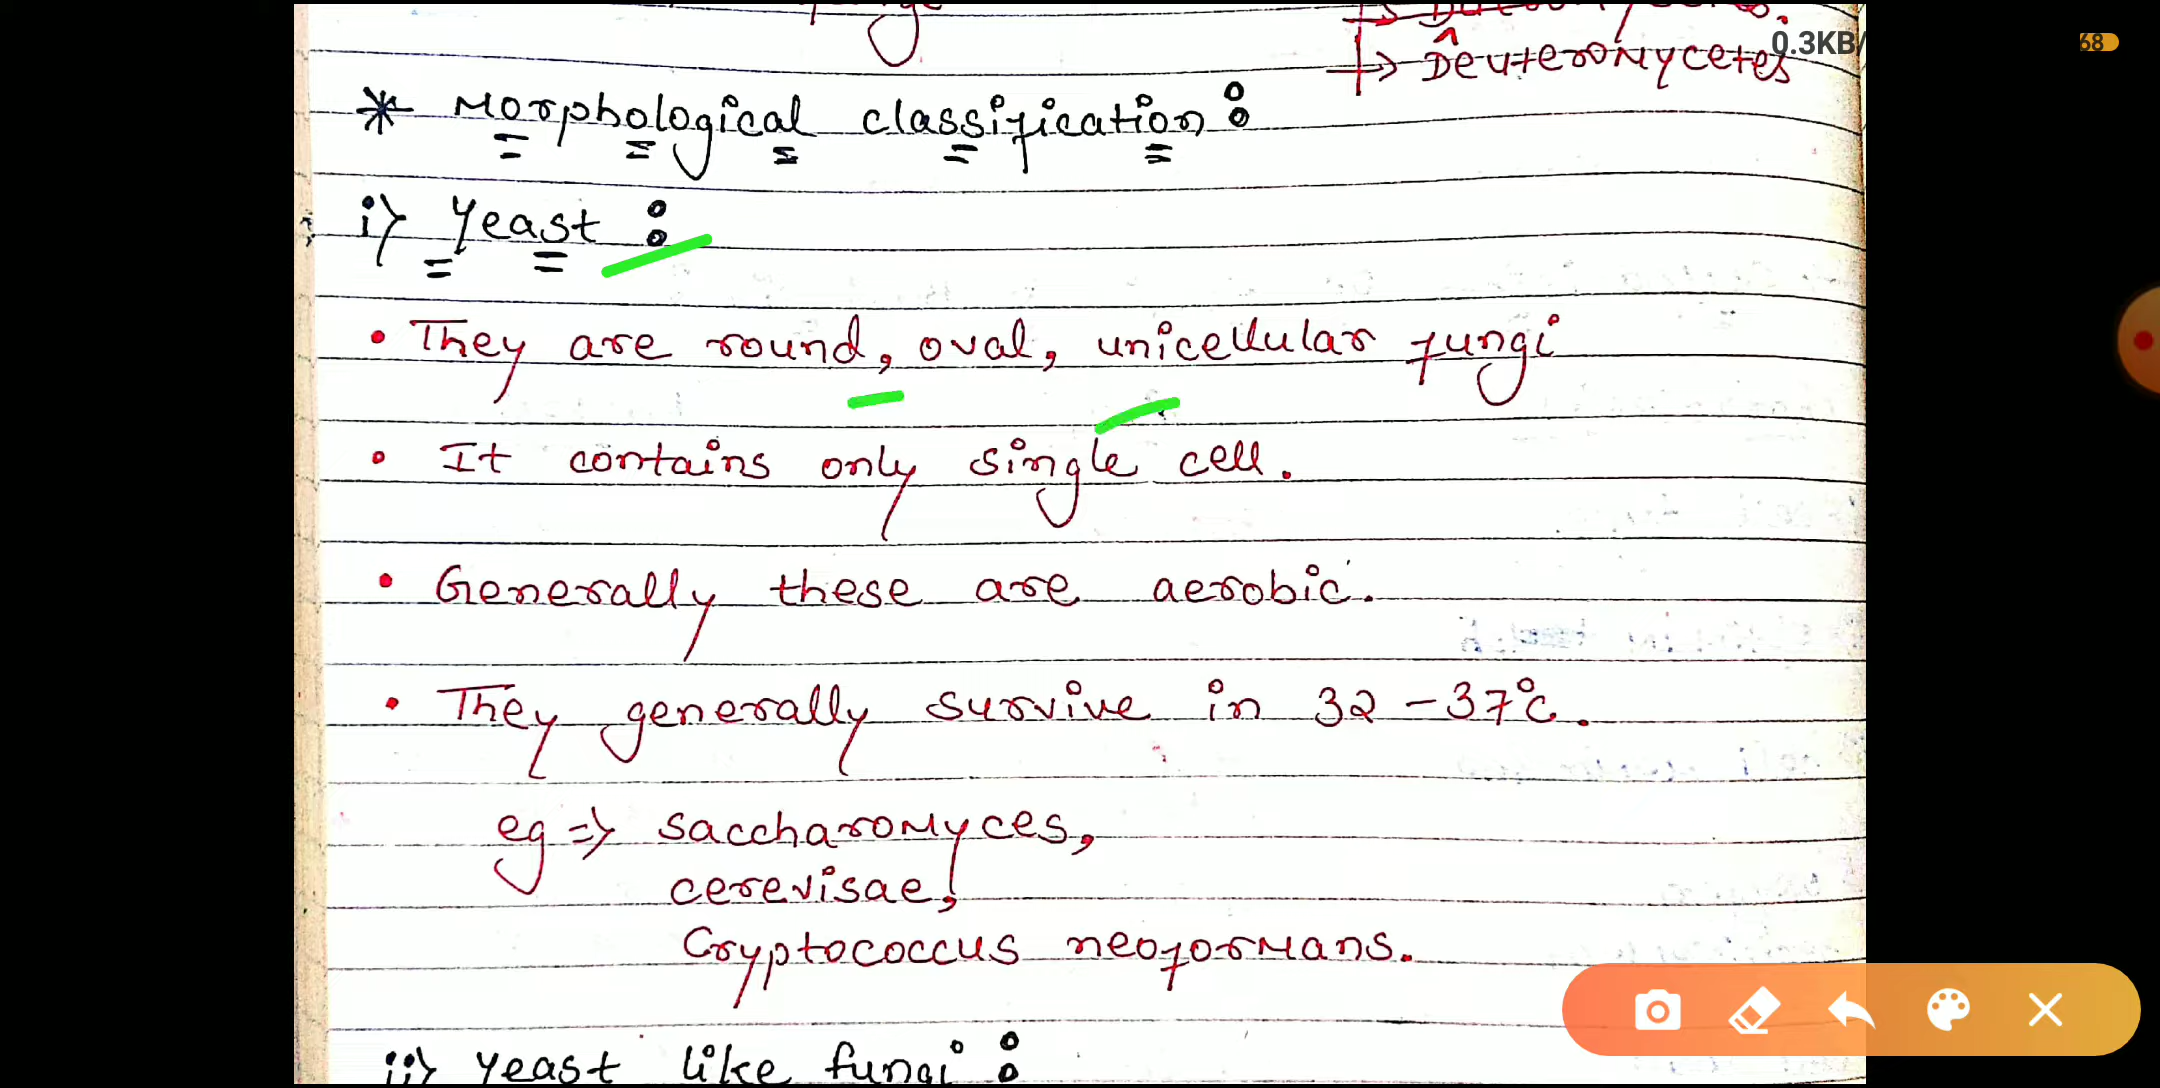 → Deuteromycetes
0.3KB/
68
* Morphological classification :
i) Yeast :
• They are round, oval, unicellular fungi
• It contains only single cell.
• Generally these are aerobic.
• They generally survive in 32-37°c.
eg ⇒ saccharomyces,
cerevisae,
Cryptococcus neoformans.
ii) Yeast like fungi :